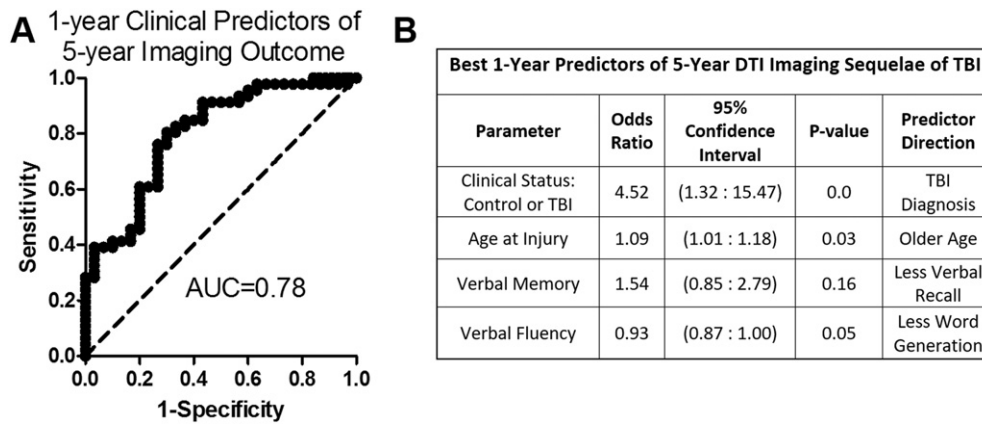 A
1-year Clinical Predictors of
5-year Imaging Outcome
1.0
0.8
0.6
0.4
0.2
0.0
Sensitivity
AUC=0.78
0.0 0.2 0.4 0.6 0.8 1.0
1-Specificity
B
Best 1-Year Predictors of 5-Year DTI Imaging Sequelae of TBI
Parameter
Odds
Ratio
95%
Confidence
Interval
P-value
Predictor
Direction
Clinical Status:
Control or TBI
4.52
(1.32 : 15.47)
0.0
TBI
Diagnosis
Age at Injury
1.09
(1.01 : 1.18)
0.03
Older Age
Verbal Memory
1.54
(0.85 : 2.79)
0.16
Less Verbal
Recall
Verbal Fluency
0.93
(0.87 : 1.00)
0.05
Less Word
Generation